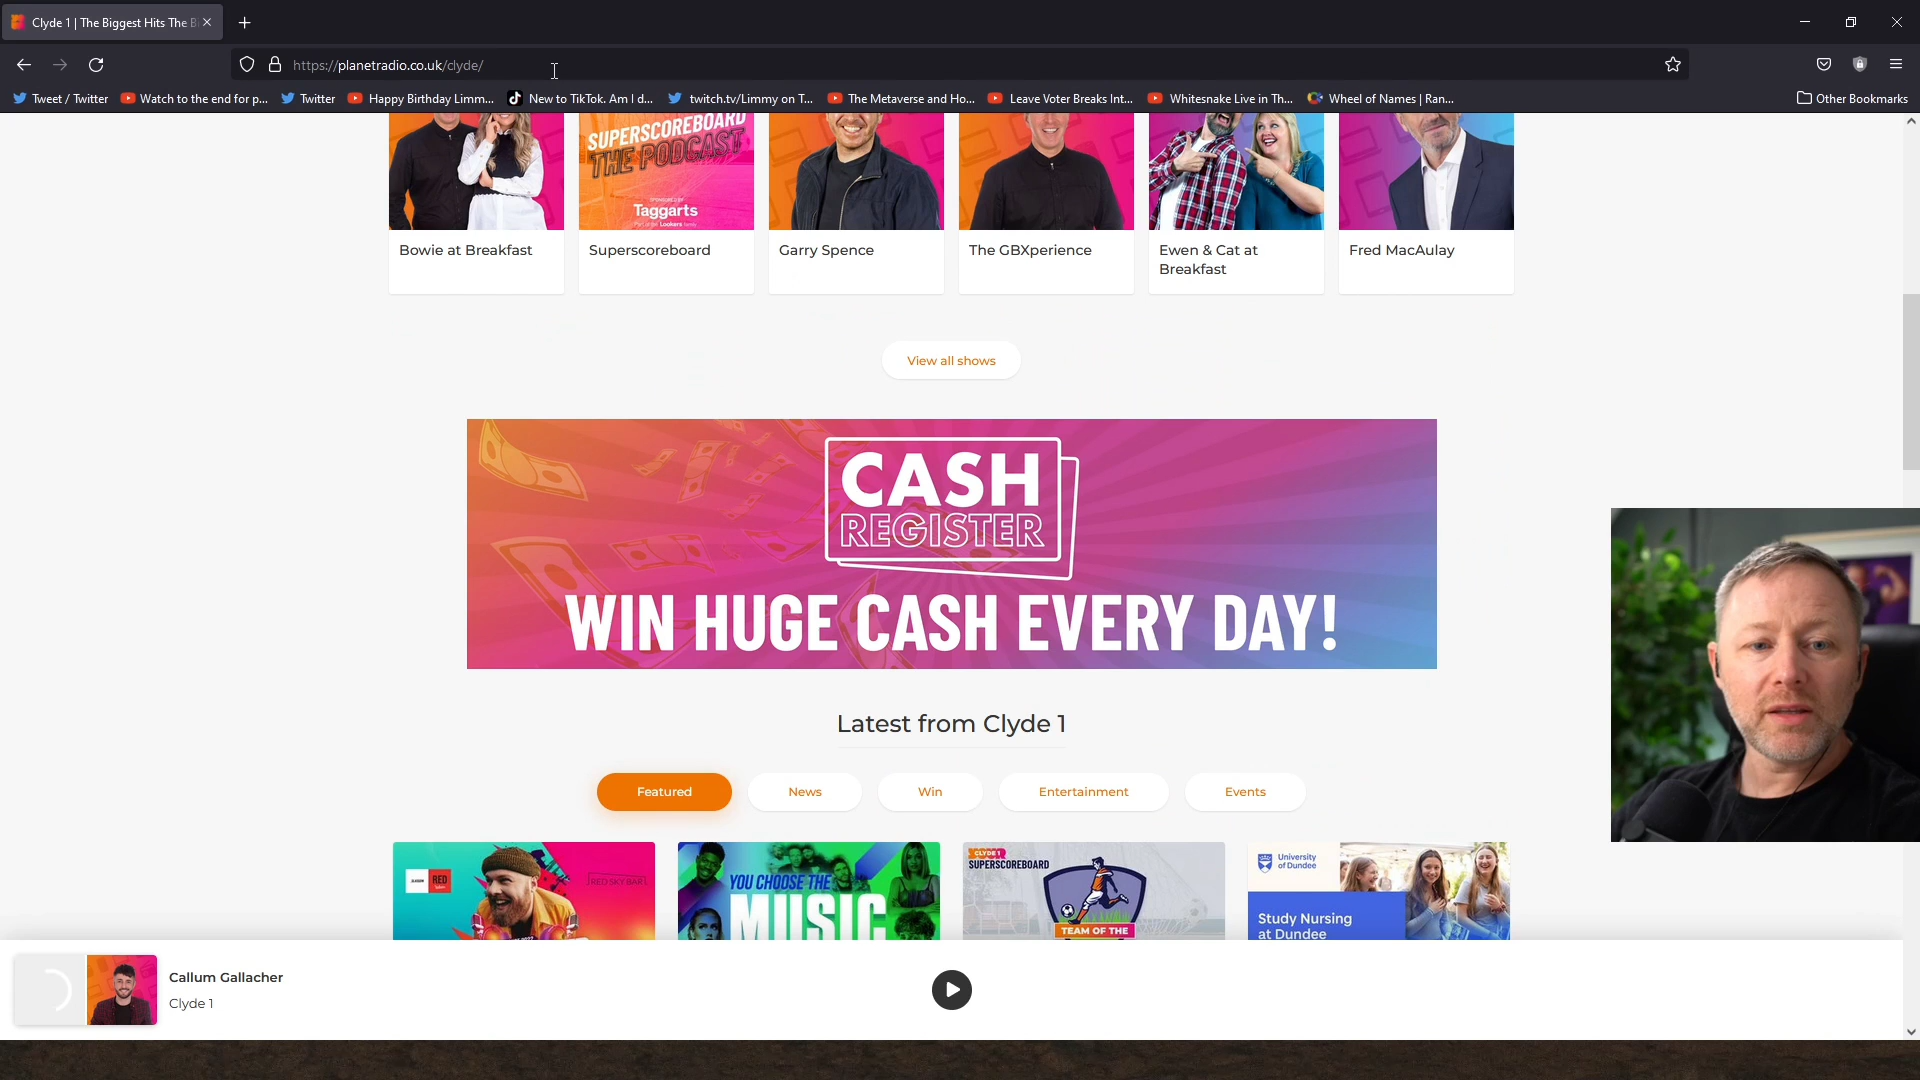 Clyde 1 | The Biggest Hits The B
https://planetradio.co.uk/clyde/
Tweet / Twitter
Watch to the end for p...
Twitter
Happy Birthday Limm...
New to TikTok. Am I d...
twitch.tv/Limmy on T...
The Metaverse and Ho...
Leave Voter Breaks Int...
Whitesnake Live in Th...
Wheel of Names | Ran...
Other Bookmarks
SUPERSCOREBOARD
THE PODCAST
SPONSORED BY
Taggarts
Bowie at Breakfast
Superscoreboard
Garry Spence
The GBXperience
Ewen & Cat at
Breakfast
Fred MacAulay
View all shows
CASH
REGISTER
WIN HUGE CASH EVERY DAY!
Latest from Clyde 1
Featured
News
Win
Entertainment
Events
RED
RED SKY BAR
YOU CHOOSE THE
MUSIC
CLYDE 1
SUPERSCOREBOARD
TEAM OF THE
University
of Dundee
Study Nursing
at Dundee
Callum Gallacher
Clyde 1